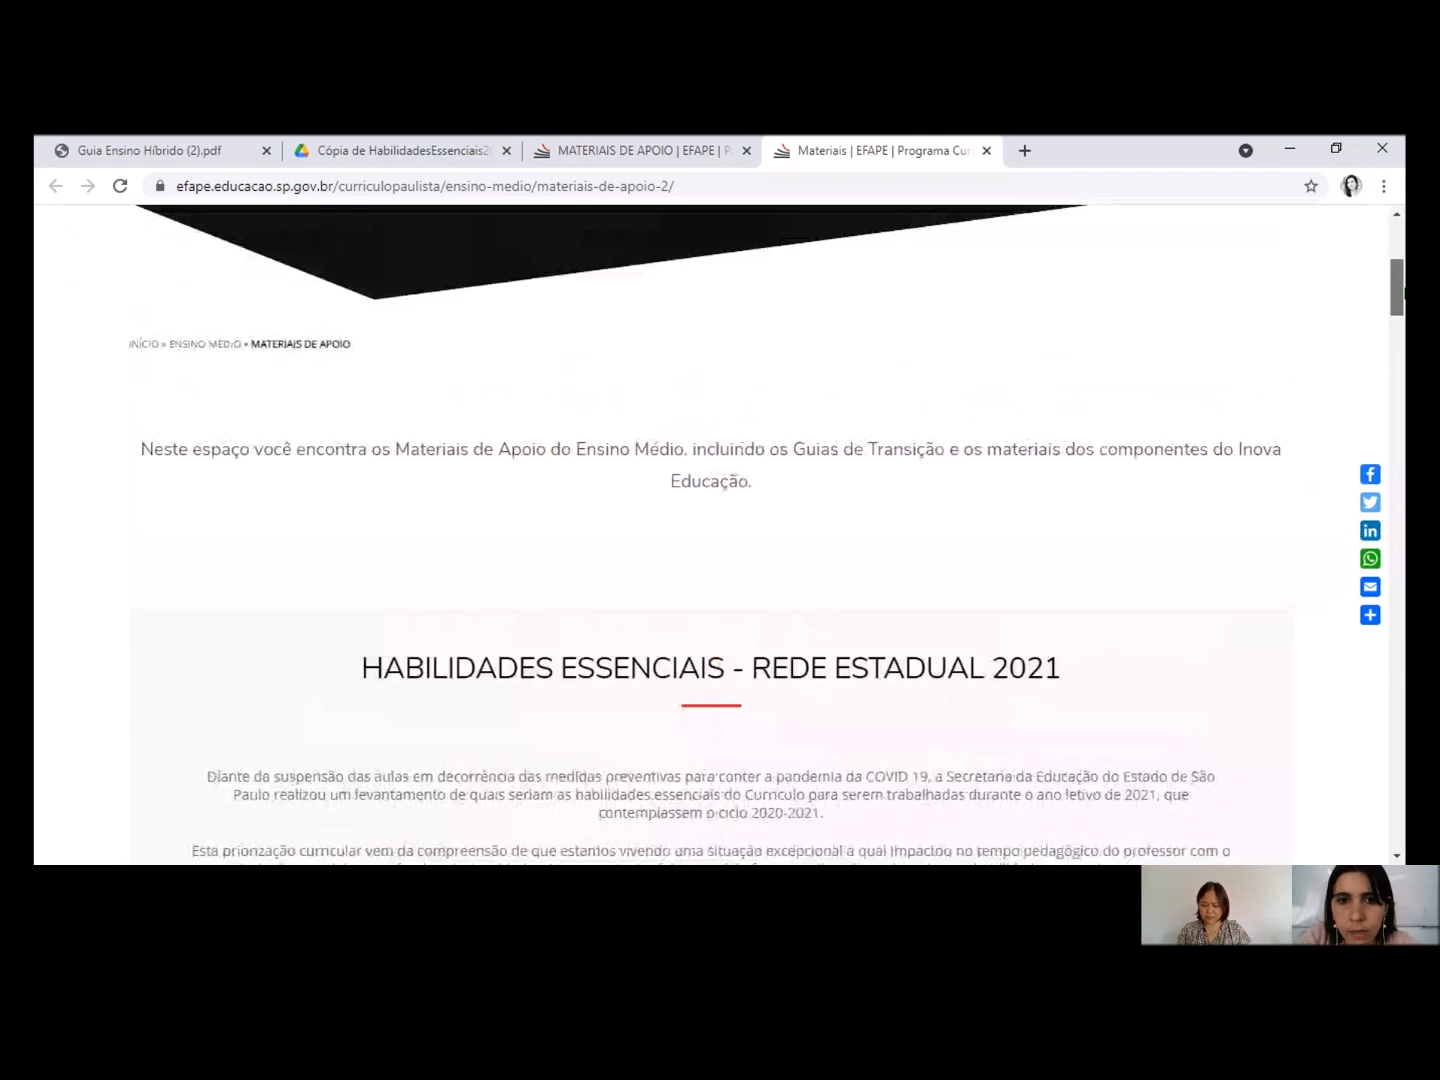 Guia Ensino Híbrido (2).pdf
Cópia de HabilidadesEssenciais2
MATERIAIS DE APOIO | EFAPE | P
Materiais | EFAPE | Programa Cur
efape.educacao.sp.gov.br/curriculopaulista/ensino-medio/materiais-de-apoio-2/
INÍCIO » ENSINO MÉDIO » MATERIAIS DE APOIO
Neste espaço você encontra os Materiais de Apoio do Ensino Médio, incluindo os Guias de Transição e os materiais dos componentes do Inova
Educação.
HABILIDADES ESSENCIAIS - REDE ESTADUAL 2021
Diante da suspensão das aulas em decorrência das medidas preventivas para conter a pandemia da COVID 19, a Secretaria da Educação do Estado de São
Paulo realizou um levantamento de quais seriam as habilidades essenciais do Currículo para serem trabalhadas durante o ano letivo de 2021, que
contemplassem o ciclo 2020-2021.
Esta priorização curricular vem da compreensão de que estamos vivendo uma situação excepcional a qual impactou no tempo pedagógico do professor com o